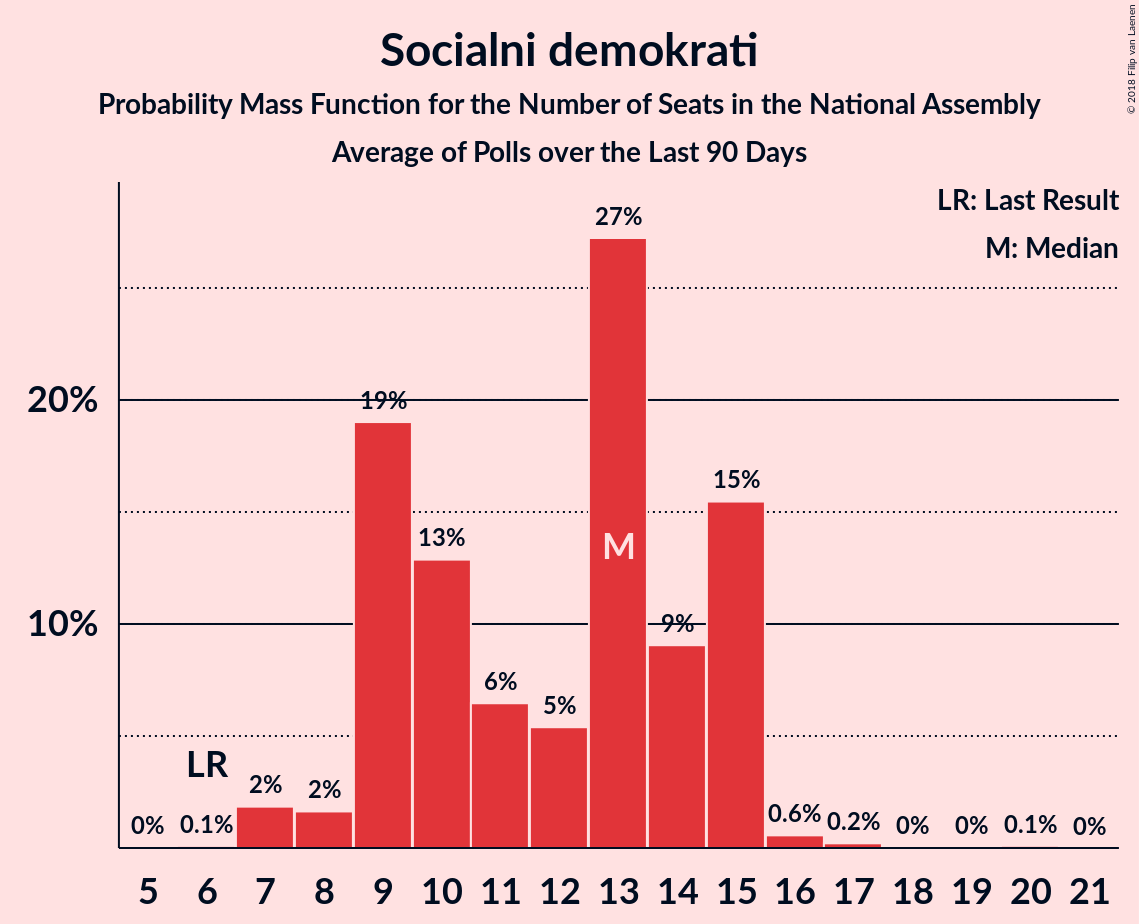 Socialni demokrati
Probability Mass Function for the Number of Seats in the National Assembly
Average of Polls over the Last 90 Days
© 2018 Filip van Laenen
LR: Last Result
M: Median
20%
10%
0% 0.1% 2% 2% 19% 13% 6% 5% 27% 9% 15% 0.6% 0.2% 0% 0% 0.1% 0%
LR
M
5 6 7 8 9 10 11 12 13 14 15 16 17 18 19 20 21